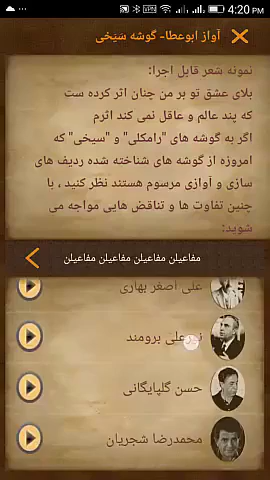 4:20 PM
آواز ابوعطا- گوشه سَیَخی
نمونه شعر قابل اجرا:
بلای عشق تو بر من چنان اثر کرده ست
که پند عالم و عاقل نمی کند اثرم
اگر به گوشه های "رامکلی" و "سیخی" که
امروزه از گوشه های شناخته شده ردیف های
سازی و آوازی مرسوم هستند نظر کنید ، با
چنین تفاوت ها و تناقض هایی مواجه می
شوید:
مفاعیلن مفاعیلن مفاعیلن مفاعیلن
علی اصغر بهاری
نورعلی برومند
حسن گلپایگانی
محمدرضا شجریان